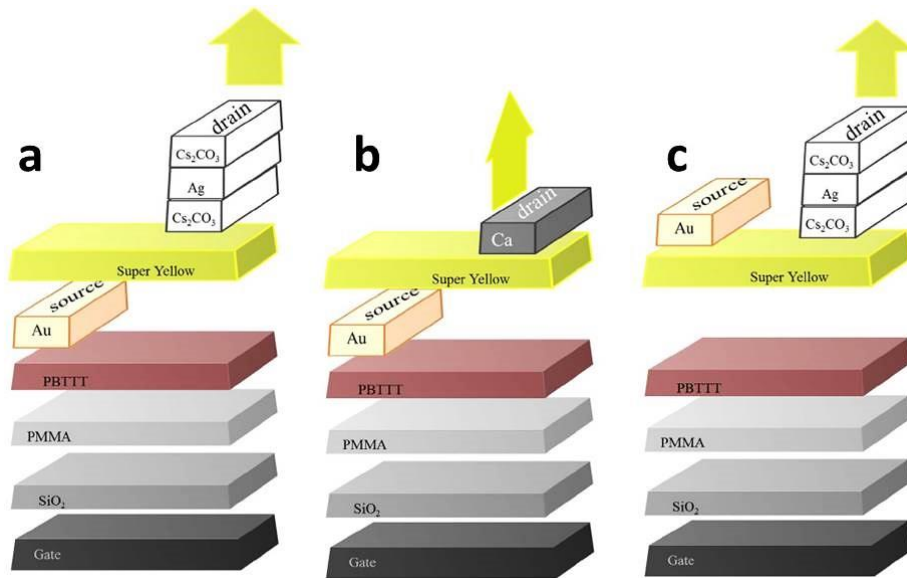 a
drain
Cs₂CO₃
Ag
Cs₂CO₃
Super Yellow
source
Au
PBTTT
PMMA
SiO₂
Gate
b
drain
Ca
Super Yellow
source
Au
PBTTT
PMMA
SiO₂
Gate
c
drain
Cs₂CO₃
Ag
Cs₂CO₃
source
Au
Super Yellow
PBTTT
PMMA
SiO₂
Gate